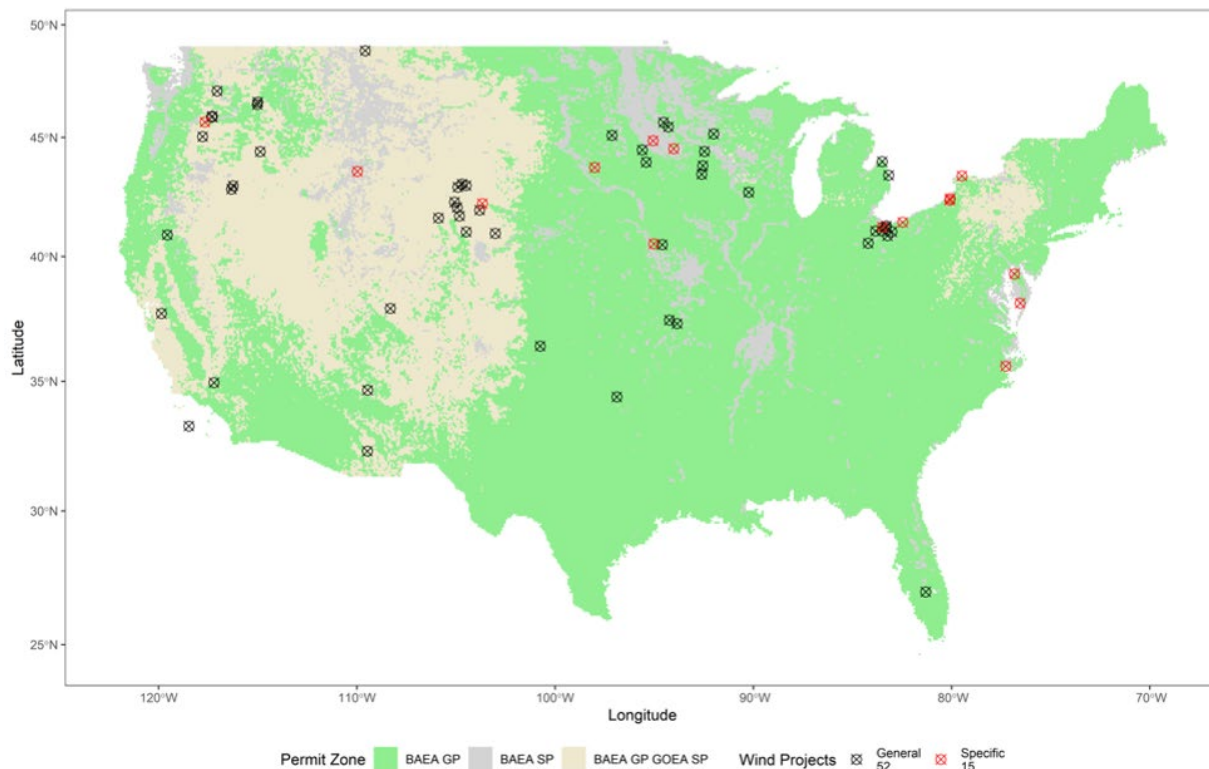 50°N
45°N
40°N
35°N
30°N
25°N
Latitude
120°W 110°W 100°W 90°W 80°W 70°W
Longitude
Permit Zone BAEA GP BAEA SP BAEA GP GOEA SP Wind Projects General Specific
52 15